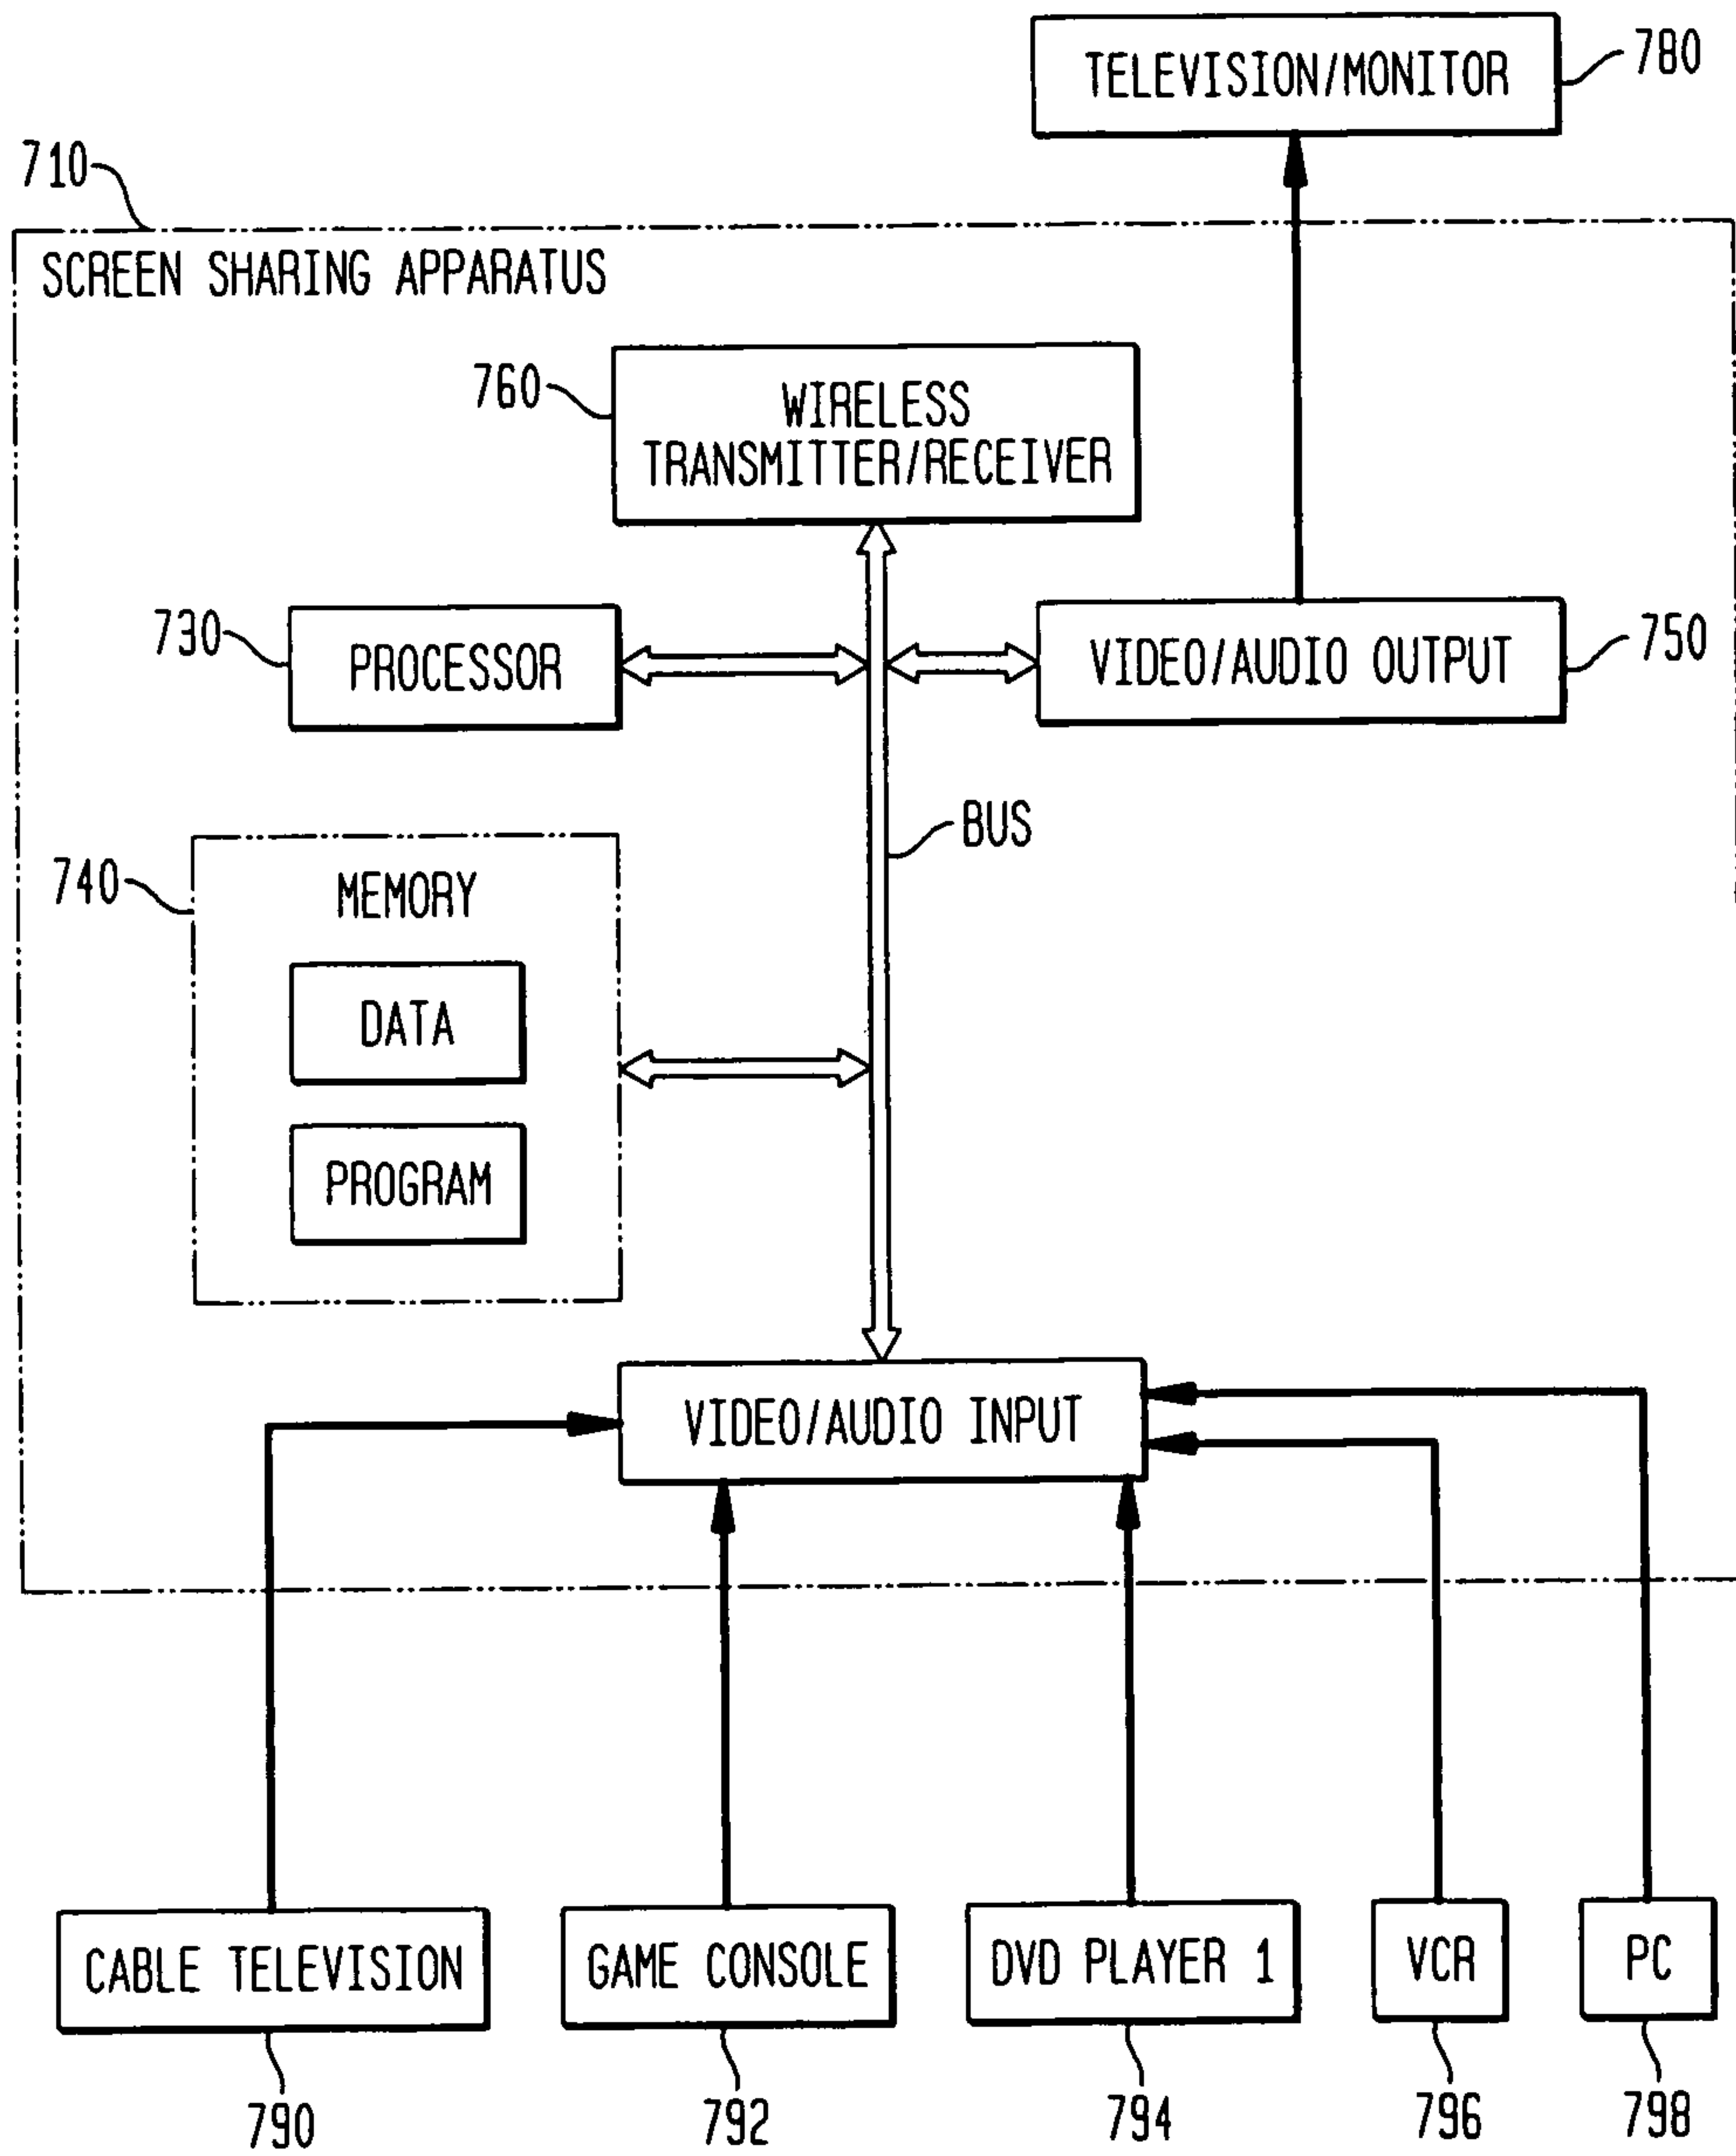 TELEVISION/MONITOR
780
710
SCREEN SHARING APPARATUS
760
WIRELESS
TRANSMITTER/RECEIVER
730
PROCESSOR
VIDEO/AUDIO OUTPUT
750
BUS
740
MEMORY
DATA
PROGRAM
VIDEO/AUDIO INPUT
CABLE TELEVISION
GAME CONSOLE
DVD PLAYER 1
VCR
PC
790
792
794
796
798